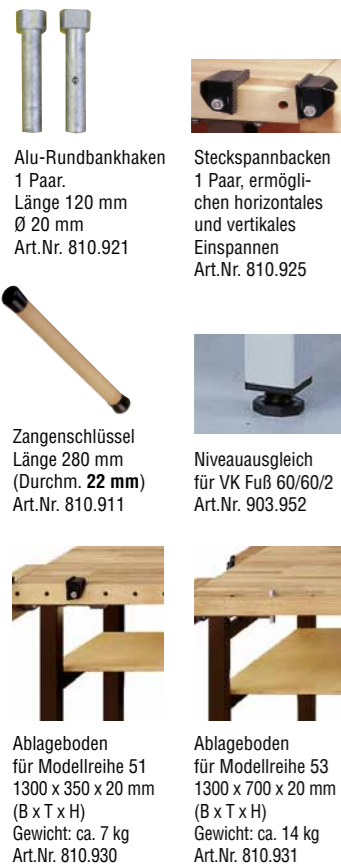 Alu-Rundbankhaken
1 Paar.
Länge 120 mm
Ø 20 mm
Art.Nr. 810.921
Steckspannbacken
1 Paar, ermögli-
chen horizontales
und vertikales
Einspannen
Art.Nr. 810.925
Zangenschlüssel
Länge 280 mm
(Durchm. 22 mm)
Art.Nr. 810.911
Niveauausgleich
für VK Fuß 60/60/2
Art.Nr. 903.952
Ablageboden
für Modellreihe 51
1300 x 350 x 20 mm
(B x T x H)
Gewicht: ca. 7 kg
Art.Nr. 810.930
Ablageboden
für Modellreihe 53
1300 x 700 x 20 mm
(B x T x H)
Gewicht: ca. 14 kg
Art.Nr. 810.931